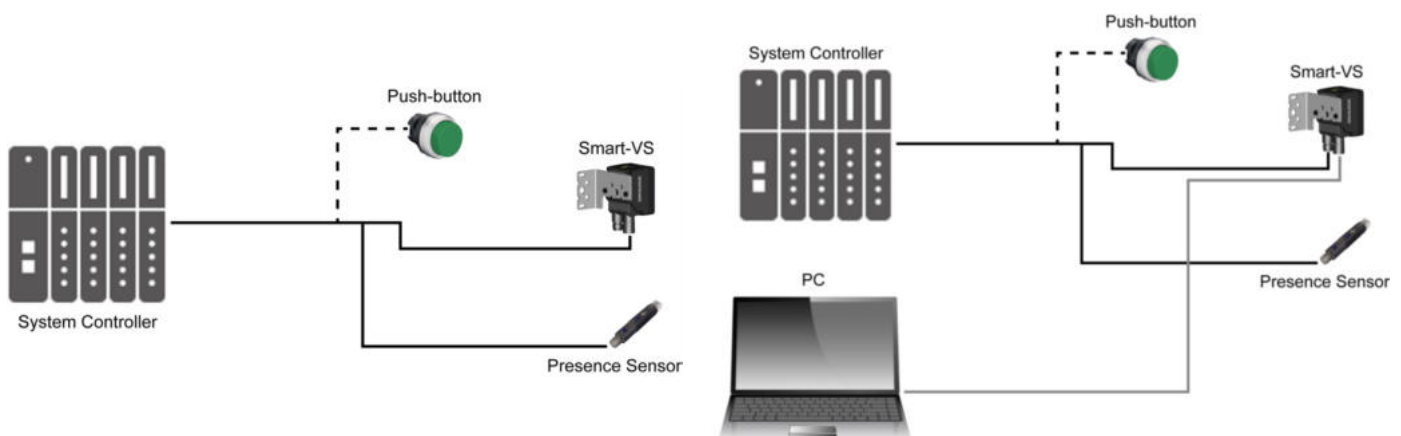 Push-button
Smart-VS
System Controller
Presence Sensor
Push-button
System Controller
Smart-VS
Presence Sensor
PC